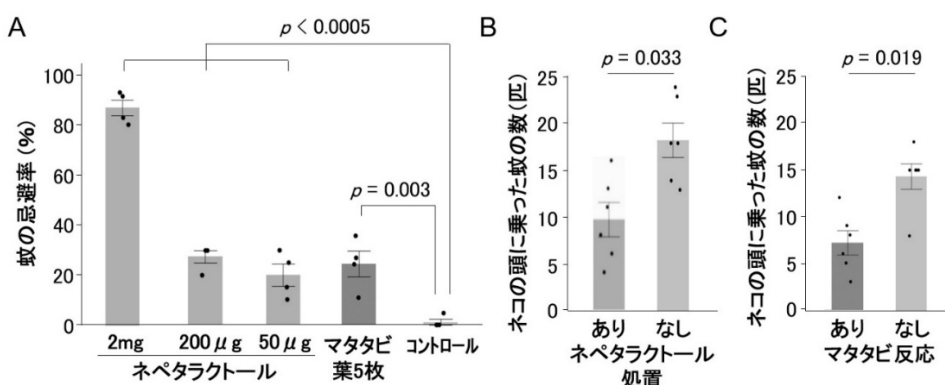 A
p < 0.0005
100
80
60
40
20
0
蚊の忌避率 (%)
p = 0.003
2mg 200μg 50μg マタタビ コントロール
ネペタラクトール 葉5枚
B
p = 0.033
25
20
15
10
5
0
ネコの頭に乗った蚊の数(匹)
あり なし
ネペタラクトール
処置
C
p = 0.019
25
20
15
10
5
0
ネコの頭に乗った蚊の数(匹)
あり なし
マタタビ反応